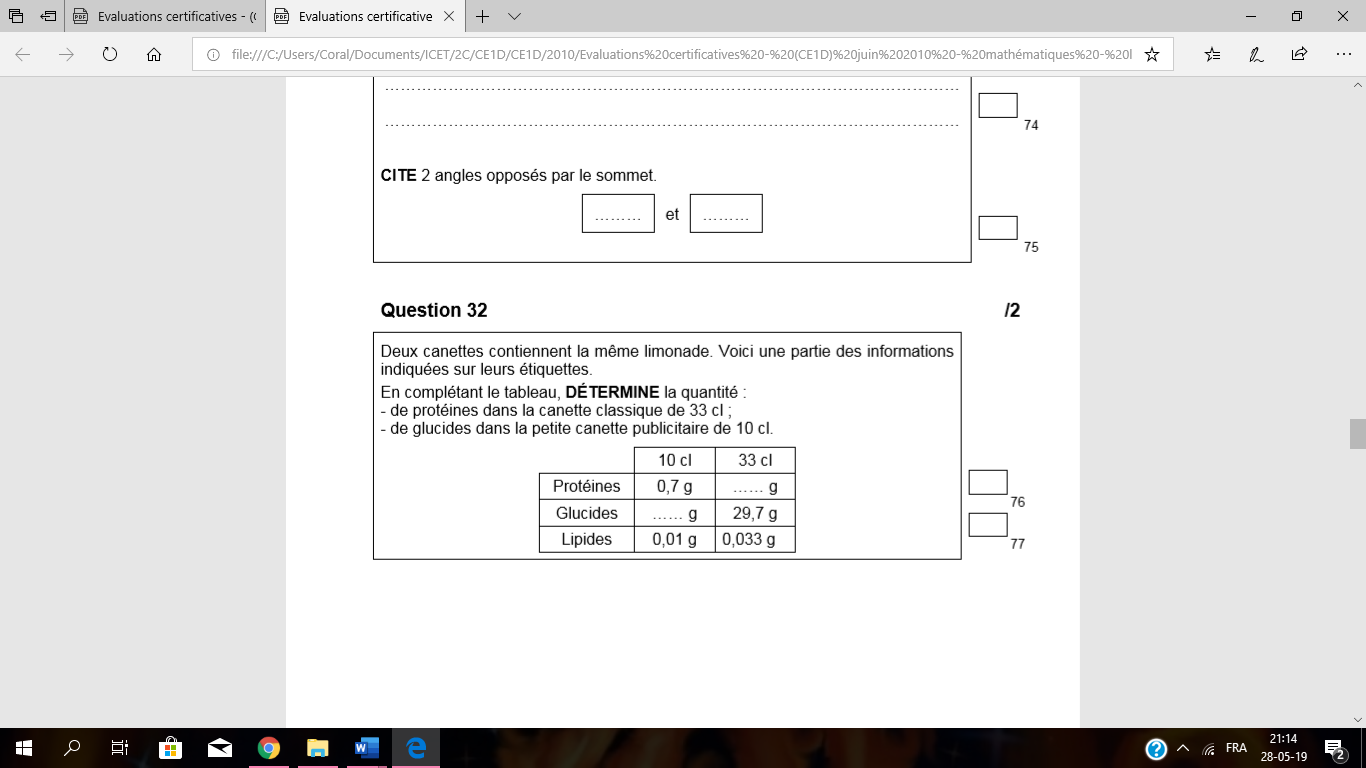 Evaluations certificatives - (C
Evaluations certificative
file:///C:/Users/Coral/Documents/ICET/2C/CE1D/CE1D/2010/Evaluations%20certificatives%20-%20(CE1D)%20juin%202010%20-%20mathématiques%20-%20l
................................................................................
74
................................................................................
CITE 2 angles opposés par le sommet.
……… et ………
75
Question 32 /2
Deux canettes contiennent la même limonade. Voici une partie des informations
indiquées sur leurs étiquettes.
En complétant le tableau, DÉTERMINE la quantité :
- de protéines dans la canette classique de 33 cl ;
- de glucides dans la petite canette publicitaire de 10 cl.
10 cl 33 cl
Protéines 0,7 g …… g
76
Glucides …… g 29,7 g
Lipides 0,01 g 0,033 g
77
FRA
21:14
28-05-19
2